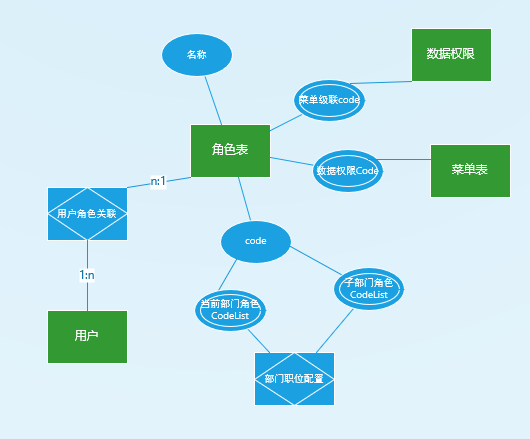 名称
数据权限
菜单级联code
角色表
数据权限Code
菜单表
n:1
用户角色关联
code
1:n
子部门角色
CodeList
当前部门角色
CodeList
用户
部门职位配置